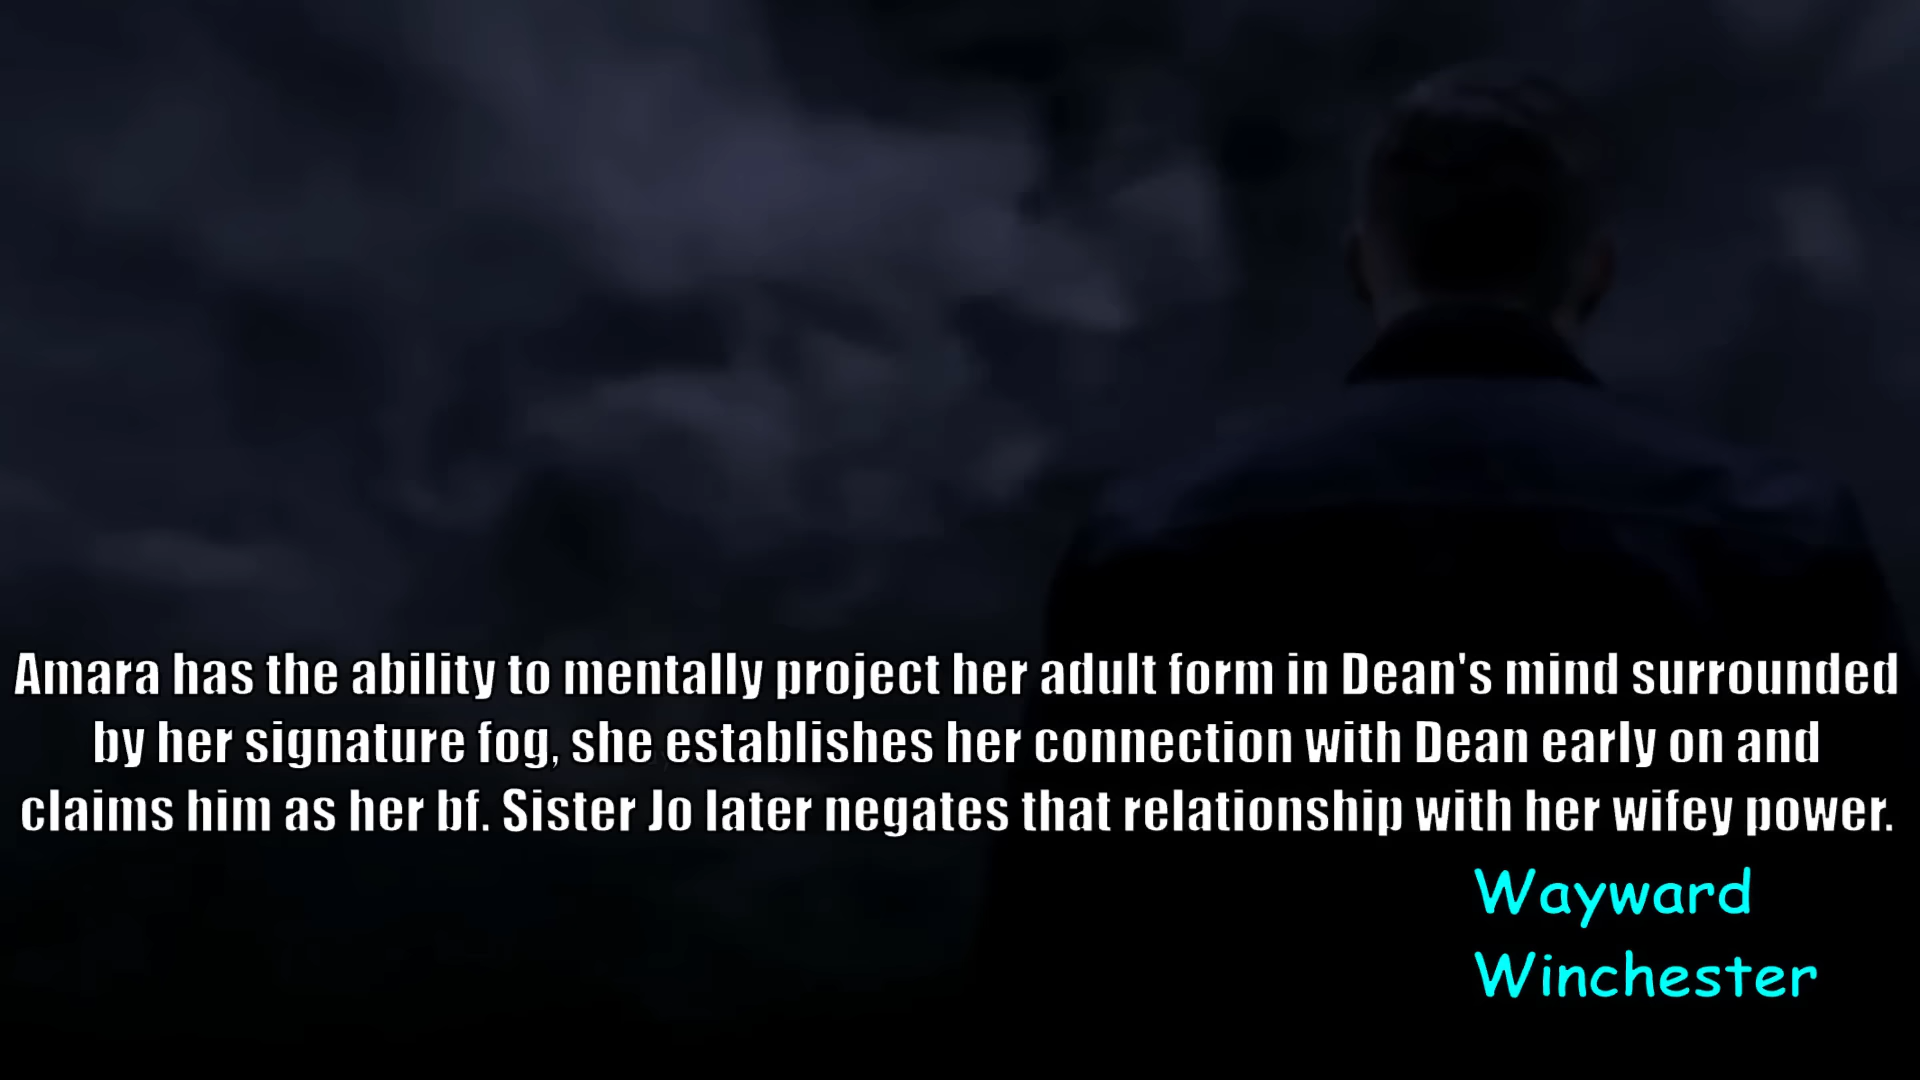 Amara has the ability to mentally project her adult form in Dean's mind surrounded
by her signature fog, she establishes her connection with Dean early on and
claims him as her bf. Sister Jo later negates that relationship with her wifey power.
Wayward
Winchester